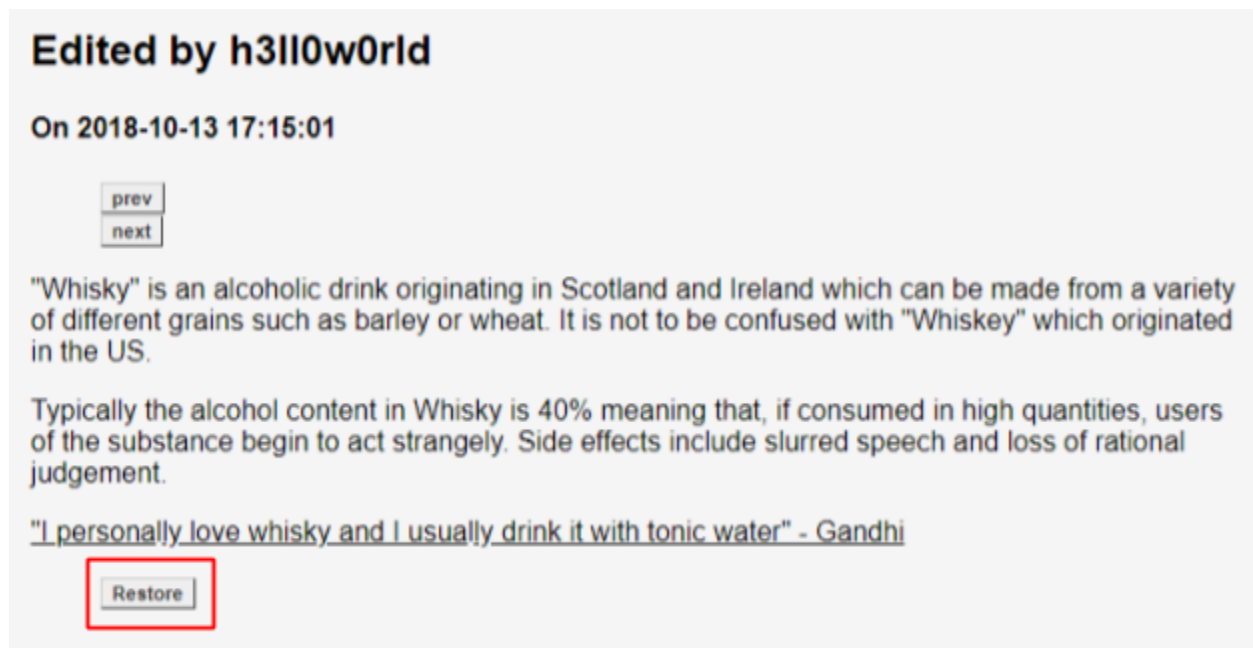 Edited by h3ll0w0rld
On 2018-10-13 17:15:01
prev
next
"Whisky" is an alcoholic drink originating in Scotland and Ireland which can be made from a variety
of different grains such as barley or wheat. It is not to be confused with "Whiskey" which originated
in the US.
Typically the alcohol content in Whisky is 40% meaning that, if consumed in high quantities, users
of the substance begin to act strangely. Side effects include slurred speech and loss of rational
judgement.
"I personally love whisky and I usually drink it with tonic water" - Gandhi
Restore